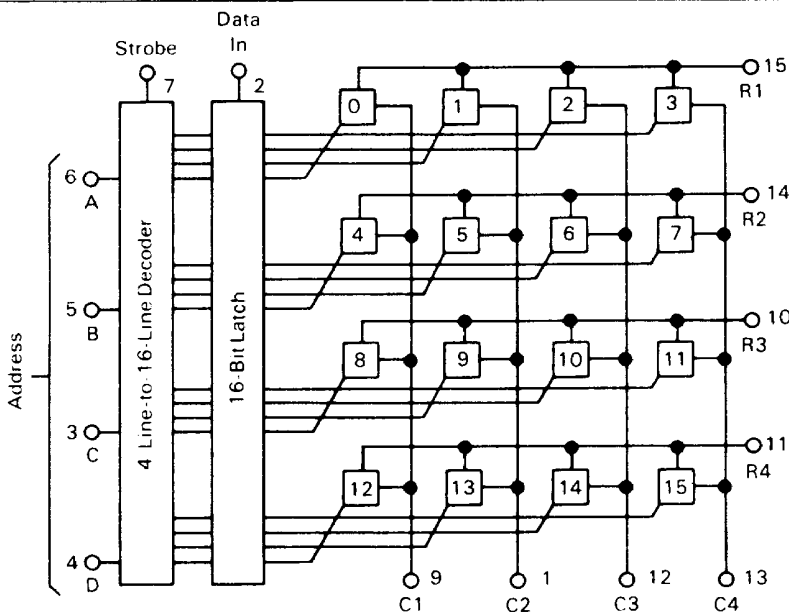 Strobe
7
Data
In
2
15
R1
0
1
2
3
6
A
14
R2
4
5
6
7
5
B
10
R3
8
9
10
11
3
C
11
R4
12
13
14
15
4
D
Address
4 Line-to-16-Line Decoder
16-Bit Latch
9
C1
1
C2
12
C3
13
C4